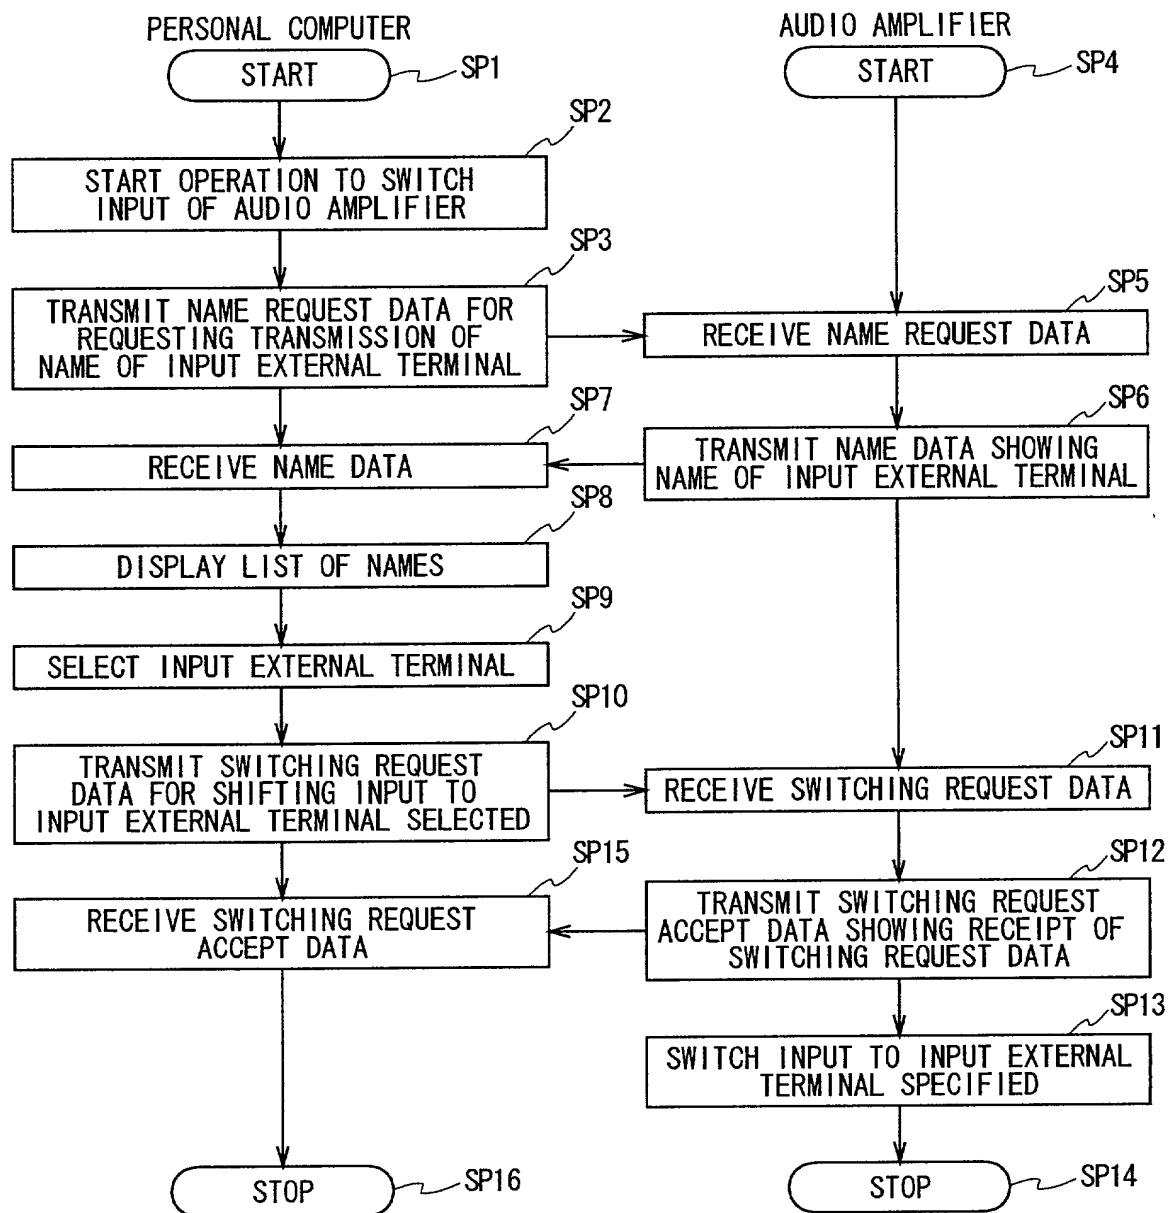 PERSONAL COMPUTER
START
SP1
SP2
START OPERATION TO SWITCH
INPUT OF AUDIO AMPLIFIER
SP3
TRANSMIT NAME REQUEST DATA FOR
REQUESTING TRANSMISSION OF
NAME OF INPUT EXTERNAL TERMINAL
SP7
RECEIVE NAME DATA
SP8
DISPLAY LIST OF NAMES
SP9
SELECT INPUT EXTERNAL TERMINAL
SP10
TRANSMIT SWITCHING REQUEST
DATA FOR SHIFTING INPUT TO
INPUT EXTERNAL TERMINAL SELECTED
SP15
RECEIVE SWITCHING REQUEST
ACCEPT DATA
STOP
SP16
AUDIO AMPLIFIER
START
SP4
SP5
RECEIVE NAME REQUEST DATA
SP6
TRANSMIT NAME DATA SHOWING
NAME OF INPUT EXTERNAL TERMINAL
SP11
RECEIVE SWITCHING REQUEST DATA
SP12
TRANSMIT SWITCHING REQUEST
ACCEPT DATA SHOWING RECEIPT OF
SWITCHING REQUEST DATA
SP13
SWITCH INPUT TO INPUT EXTERNAL
TERMINAL SPECIFIED
STOP
SP14